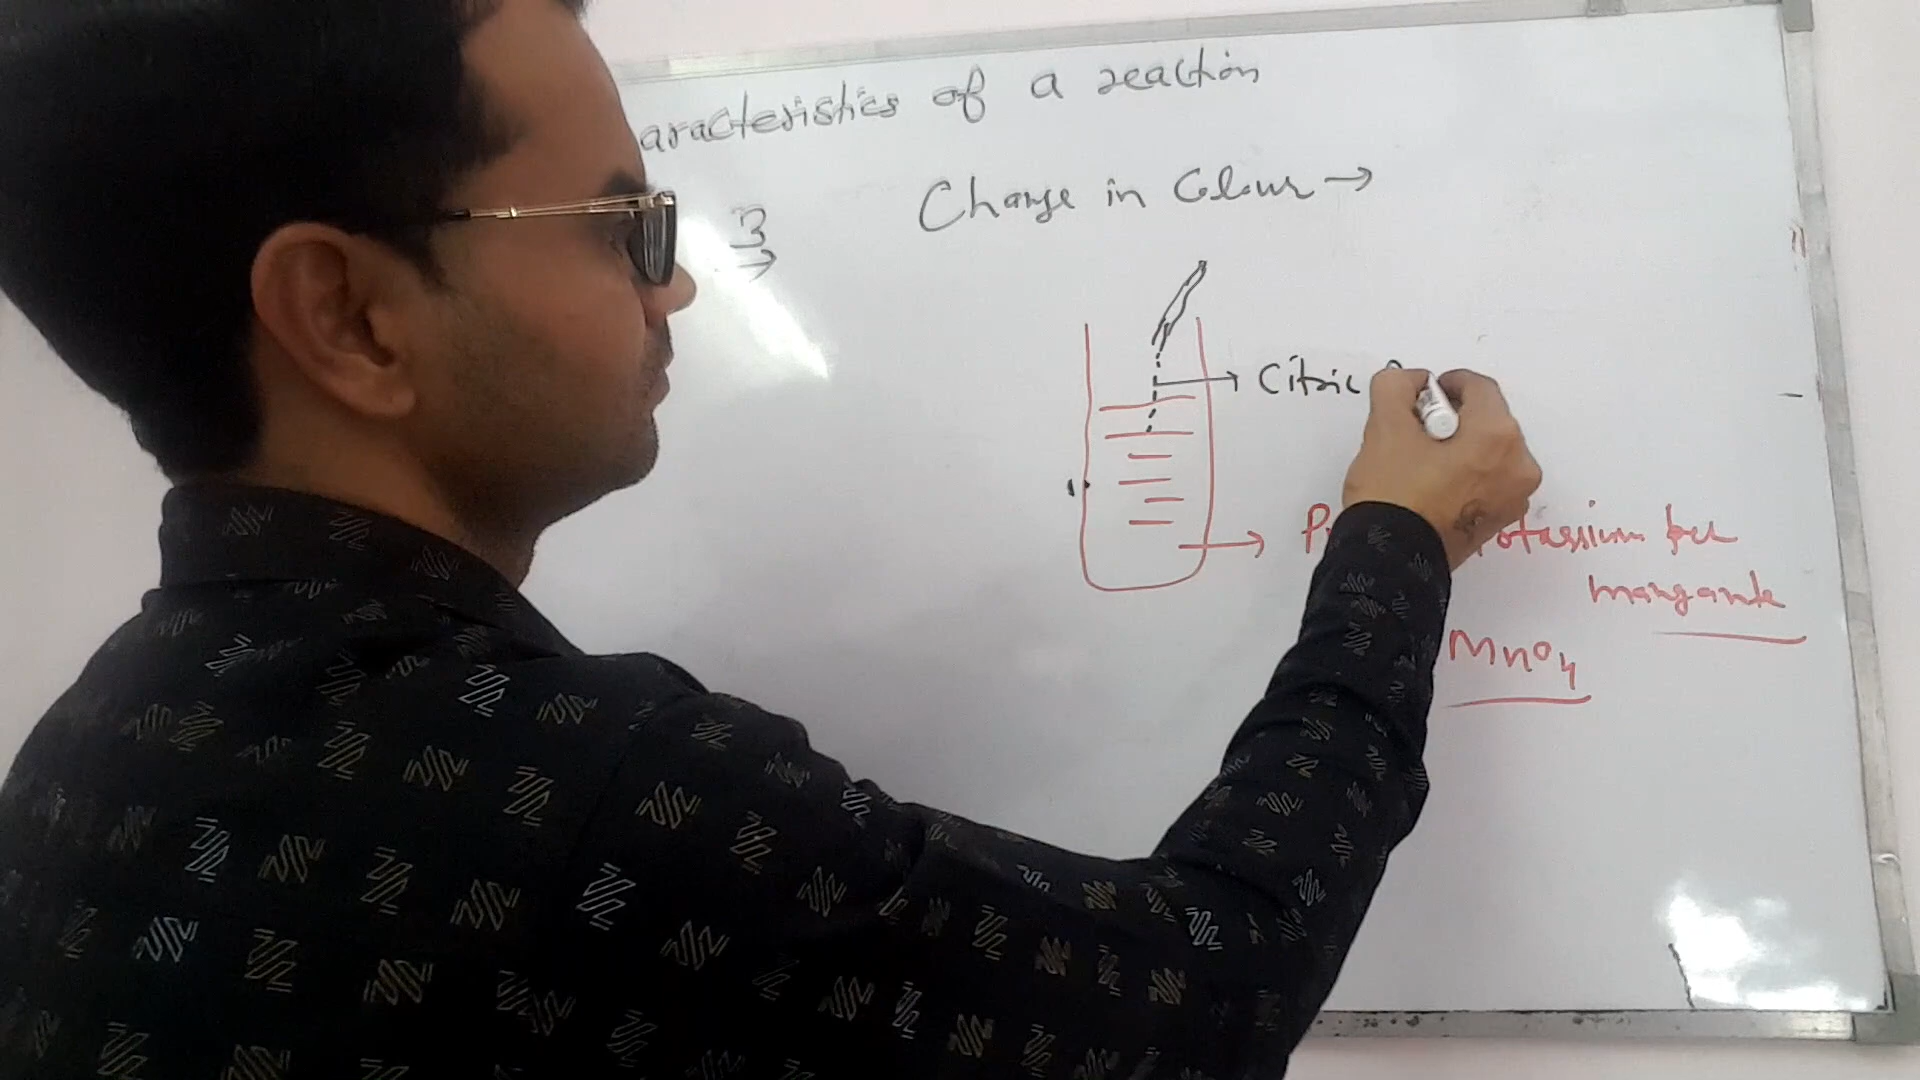 aracteristics of a reaction
3 Change in Colour →
Citric
Potassium per
manganate
MnO4